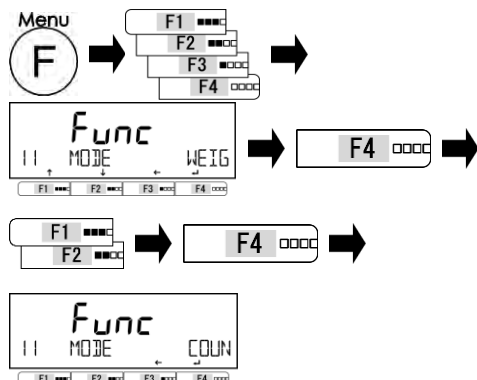 Menu
F
F1
F2
F3
F4
Func
11 MODE WEIG
F1 F2 F3 F4
F4
F1
F2
F4
Func
11 MODE COUN
F1 F2 F3 F4